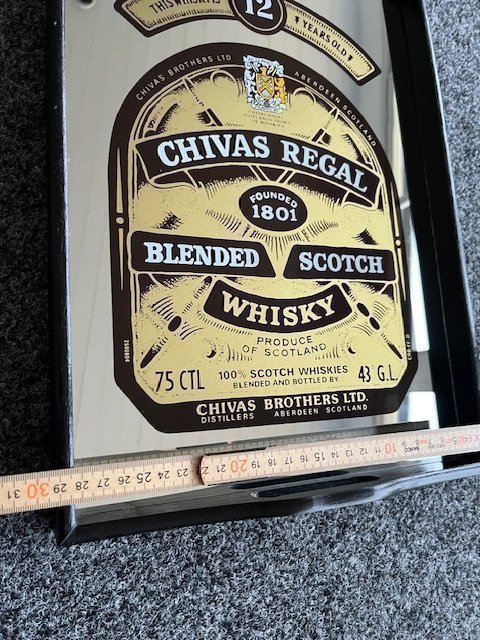 THIS WHISKY IS 12 YEARS OLD
CHIVAS BROTHERS LTD ABERDEEN SCOTLAND
CHIVAS REGAL
FOUNDED
1801
BLENDED SCOTCH
WHISKY
PRODUCE
OF SCOTLAND
100% SCOTCH WHISKIES
75 CTL BLENDED AND BOTTLED BY 43 G.L.
CHIVAS BROTHERS LTD.
DISTILLERS ABERDEEN SCOTLAND
31 30 29 28 27 26 25 24 23 20 19 18 17 16 15 14 13 12 11 10